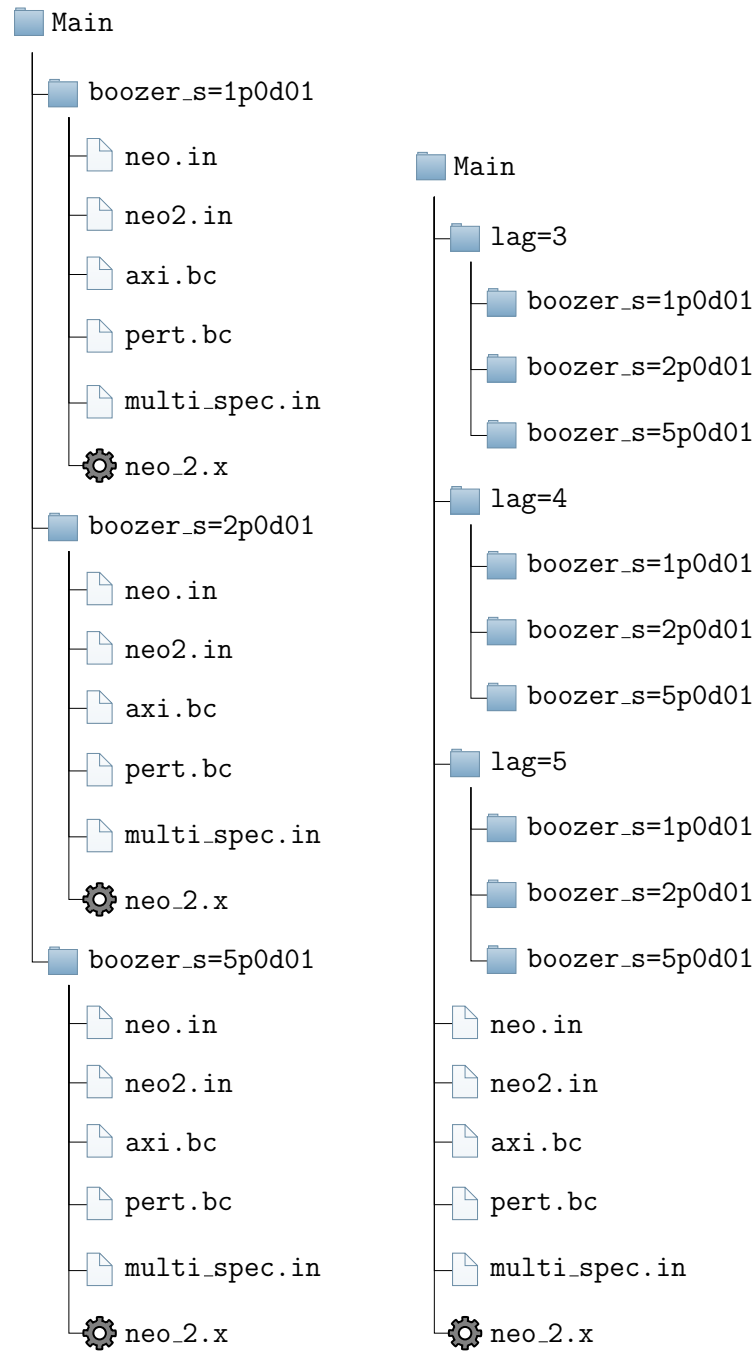 Main
boozer_s=1p0d01
neo.in
neo2.in
axi.bc
pert.bc
multi_spec.in
neo_2.x
boozer_s=2p0d01
neo.in
neo2.in
axi.bc
pert.bc
multi_spec.in
neo_2.x
boozer_s=5p0d01
neo.in
neo2.in
axi.bc
pert.bc
multi_spec.in
neo_2.x
Main
lag=3
boozer_s=1p0d01
boozer_s=2p0d01
boozer_s=5p0d01
lag=4
boozer_s=1p0d01
boozer_s=2p0d01
boozer_s=5p0d01
lag=5
boozer_s=1p0d01
boozer_s=2p0d01
boozer_s=5p0d01
neo.in
neo2.in
axi.bc
pert.bc
multi_spec.in
neo_2.x